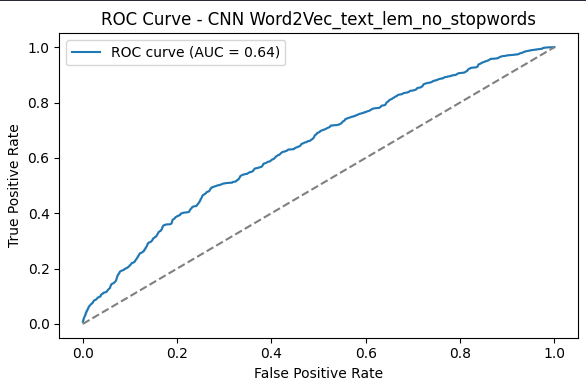 ROC Curve - CNN Word2Vec_text_lem_no_stopwords
ROC curve (AUC = 0.64)
True Positive Rate
1.0
0.8
0.6
0.4
0.2
0.0
0.0 0.2 0.4 0.6 0.8 1.0
False Positive Rate